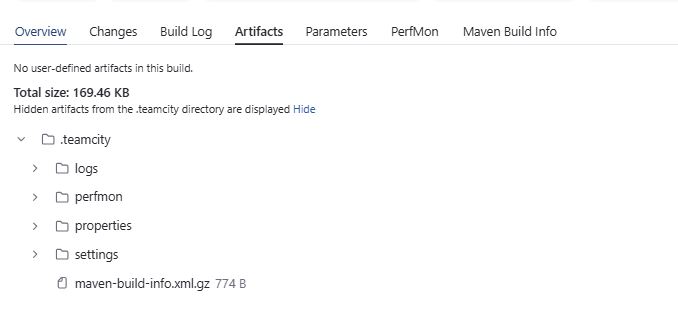 Overview Changes Build Log Artifacts Parameters PerfMon Maven Build Info
No user-defined artifacts in this build.
Total size: 169.46 KB
Hidden artifacts from the .teamcity directory are displayed Hide
.teamcity
logs
perfmon
properties
settings
maven-build-info.xml.gz 774 B